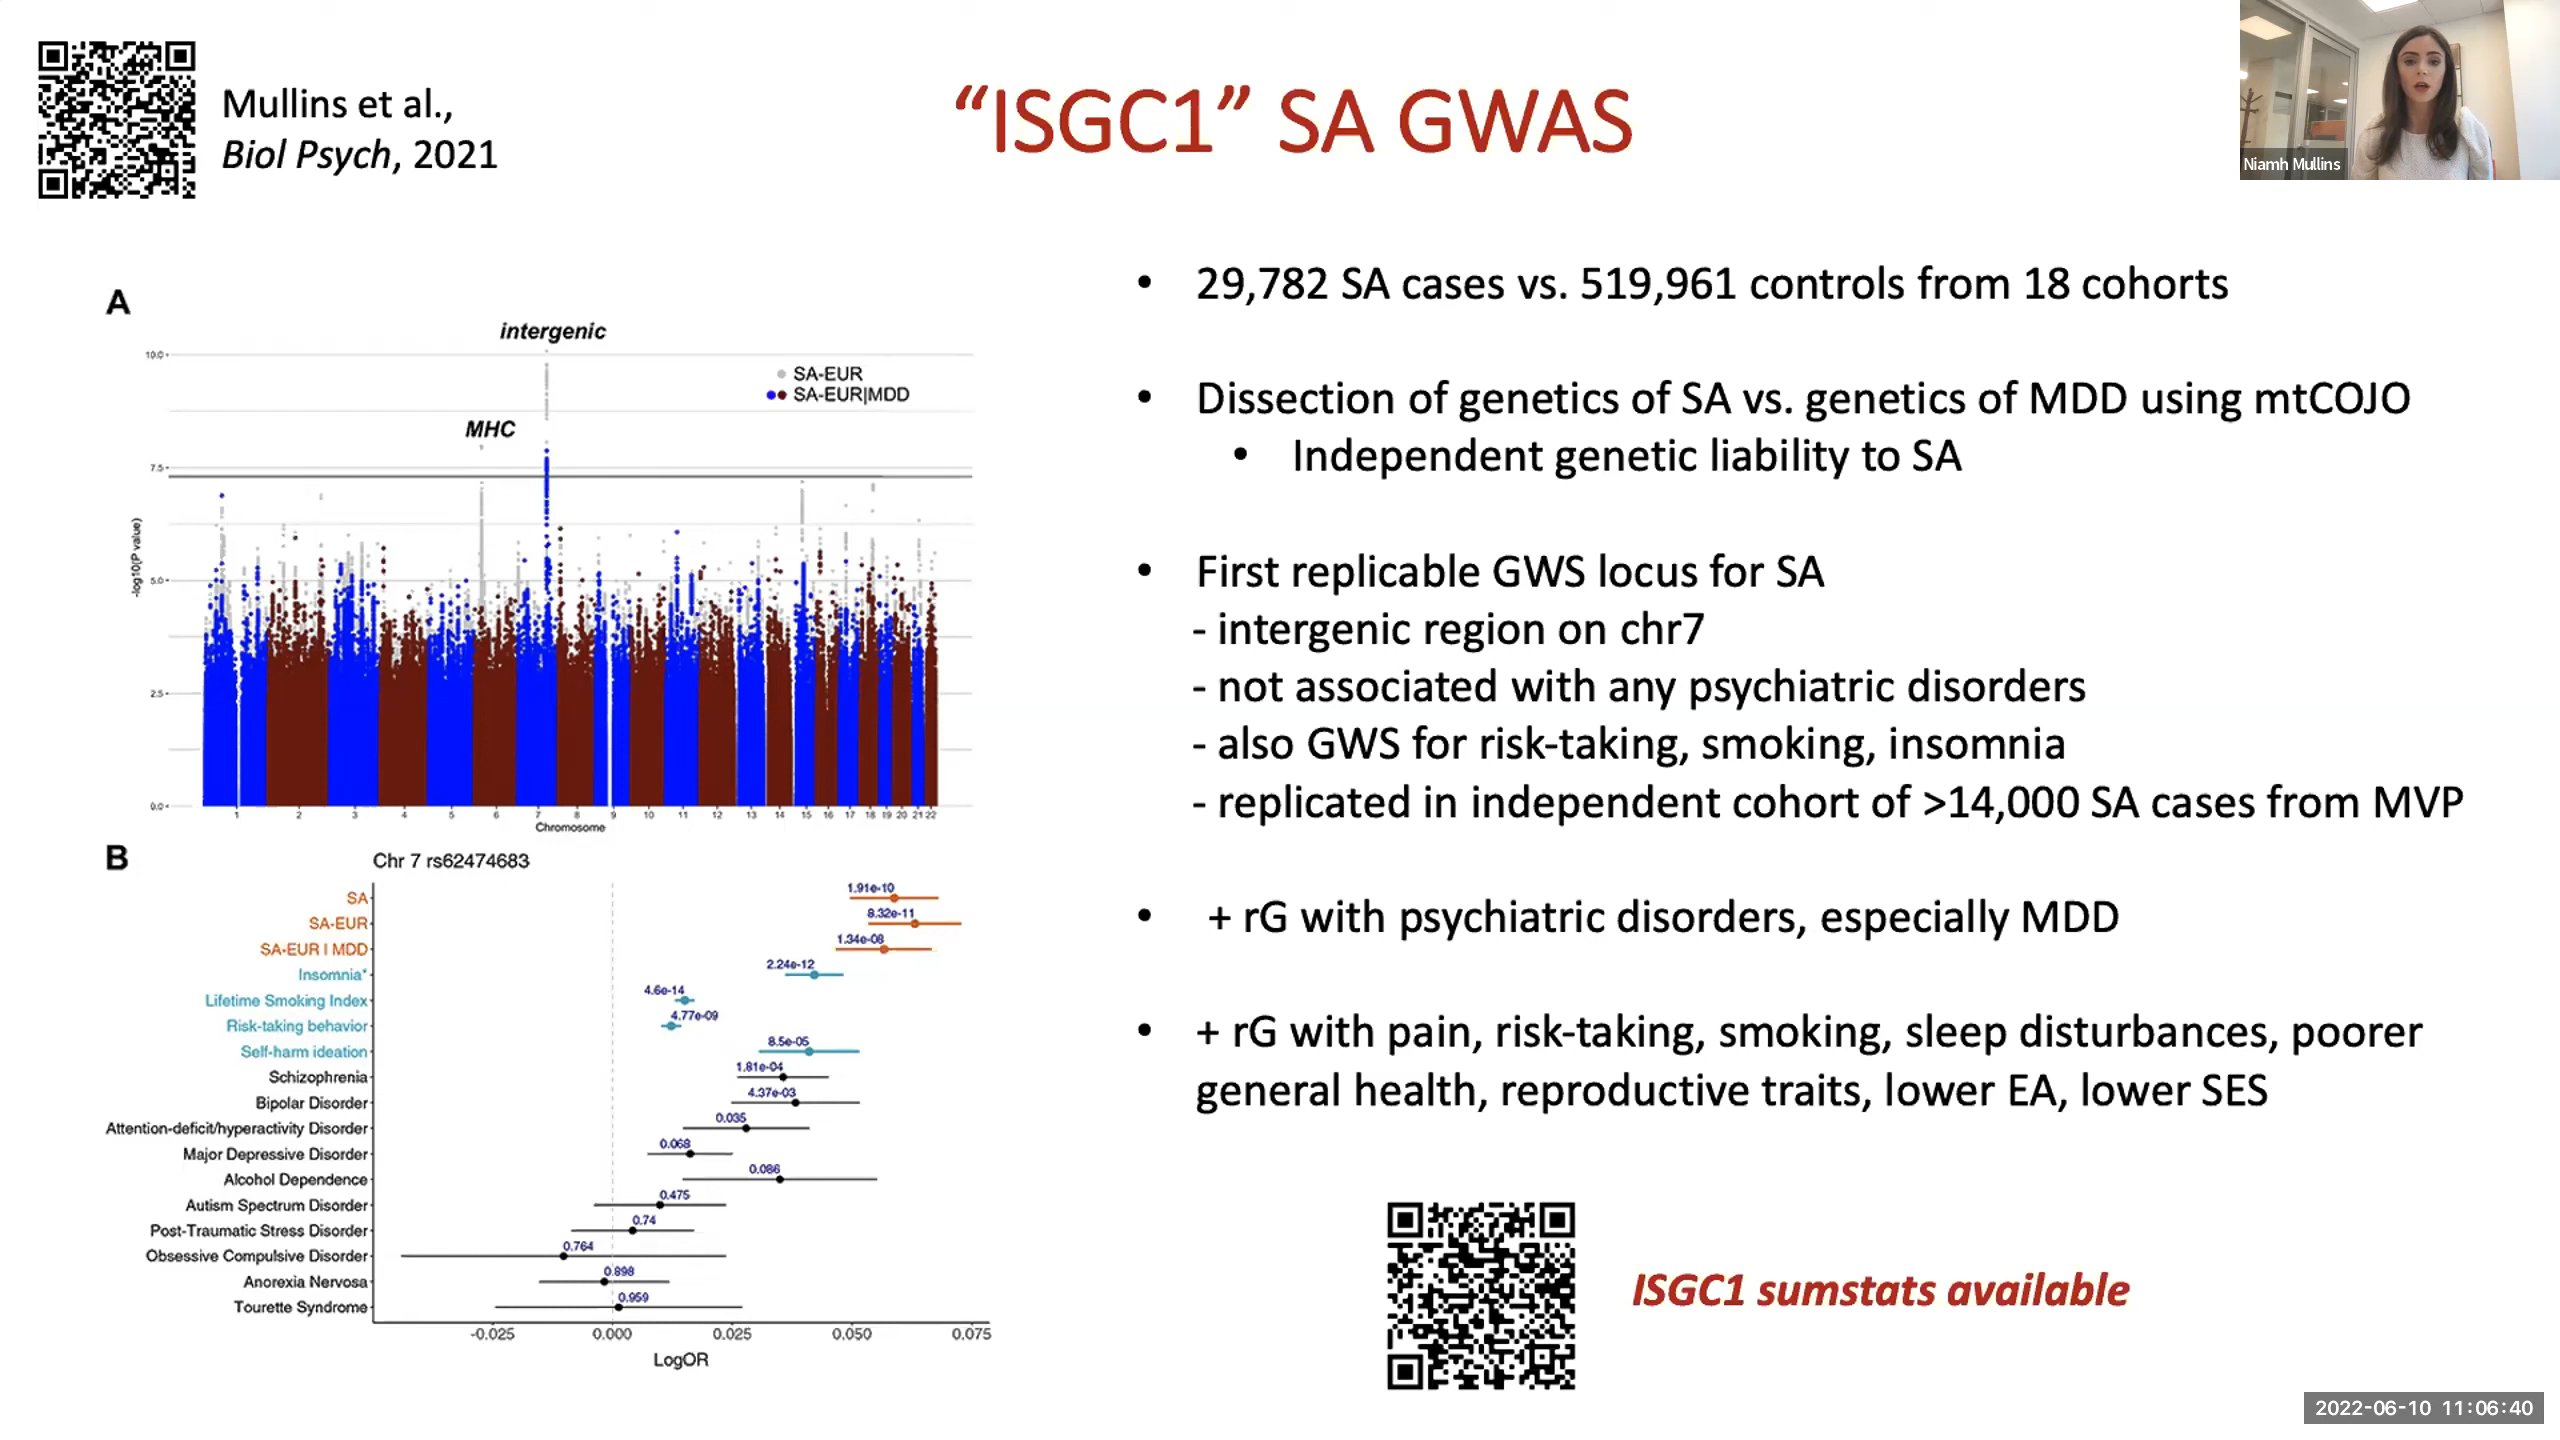 Mullins et al.,
Biol Psych, 2021
“ISGC1” SA GWAS
Niamh Mullins
A
intergenic
MHC
SA-EUR
SA-EUR|MDD
10.0
7.5
5.0
2.5
0.0
-log10(P value)
1 2 3 4 5 6 7 8 9 10 11 12 13 14 15 16 17 18 19 20 21 22
Chromosome
B
Chr 7 rs62474683
SA 1.91e-10
SA-EUR 8.32e-11
SA-EUR | MDD 1.34e-08
Insomnia* 2.24e-12
Lifetime Smoking Index 4.6e-14
Risk-taking behavior 4.77e-09
Self-harm ideation 8.5e-05
Schizophrenia 1.81e-04
Bipolar Disorder 4.37e-03
Attention-deficit/hyperactivity Disorder 0.035
Major Depressive Disorder 0.068
Alcohol Dependence 0.086
Autism Spectrum Disorder 0.475
Post-Traumatic Stress Disorder 0.74
Obsessive Compulsive Disorder 0.764
Anorexia Nervosa 0.898
Tourette Syndrome 0.959
-0.025 0.000 0.025 0.050 0.075
LogOR
• 29,782 SA cases vs. 519,961 controls from 18 cohorts
• Dissection of genetics of SA vs. genetics of MDD using mtCOJO
• Independent genetic liability to SA
• First replicable GWS locus for SA
- intergenic region on chr7
- not associated with any psychiatric disorders
- also GWS for risk-taking, smoking, insomnia
- replicated in independent cohort of >14,000 SA cases from MVP
• + rG with psychiatric disorders, especially MDD
• + rG with pain, risk-taking, smoking, sleep disturbances, poorer
general health, reproductive traits, lower EA, lower SES
ISGC1 sumstats available
2022-06-10 11:06:40